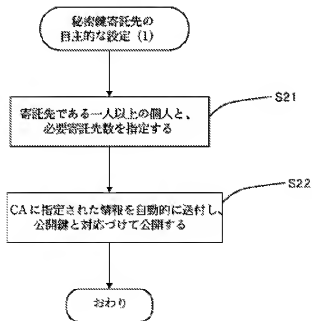 秘密鍵寄託先の
自主的な設定 (1)
S21
寄託先である一人以上の個人と、
必要寄託先数を指定する
S22
CAに指定された情報を自動的に送付し、
公開鍵と対応づけて公開する
おわり